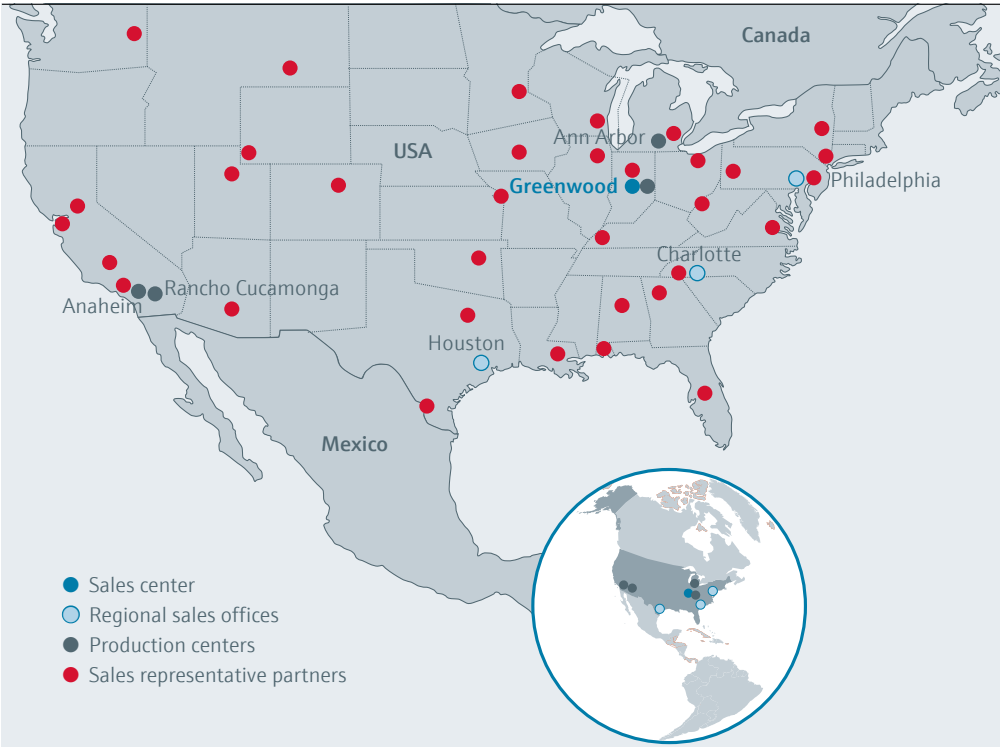 Canada
Ann Arbor
USA
Greenwood
Philadelphia
Charlotte
Rancho Cucamonga
Anaheim
Houston
Mexico
Sales center
Regional sales offices
Production centers
Sales representative partners